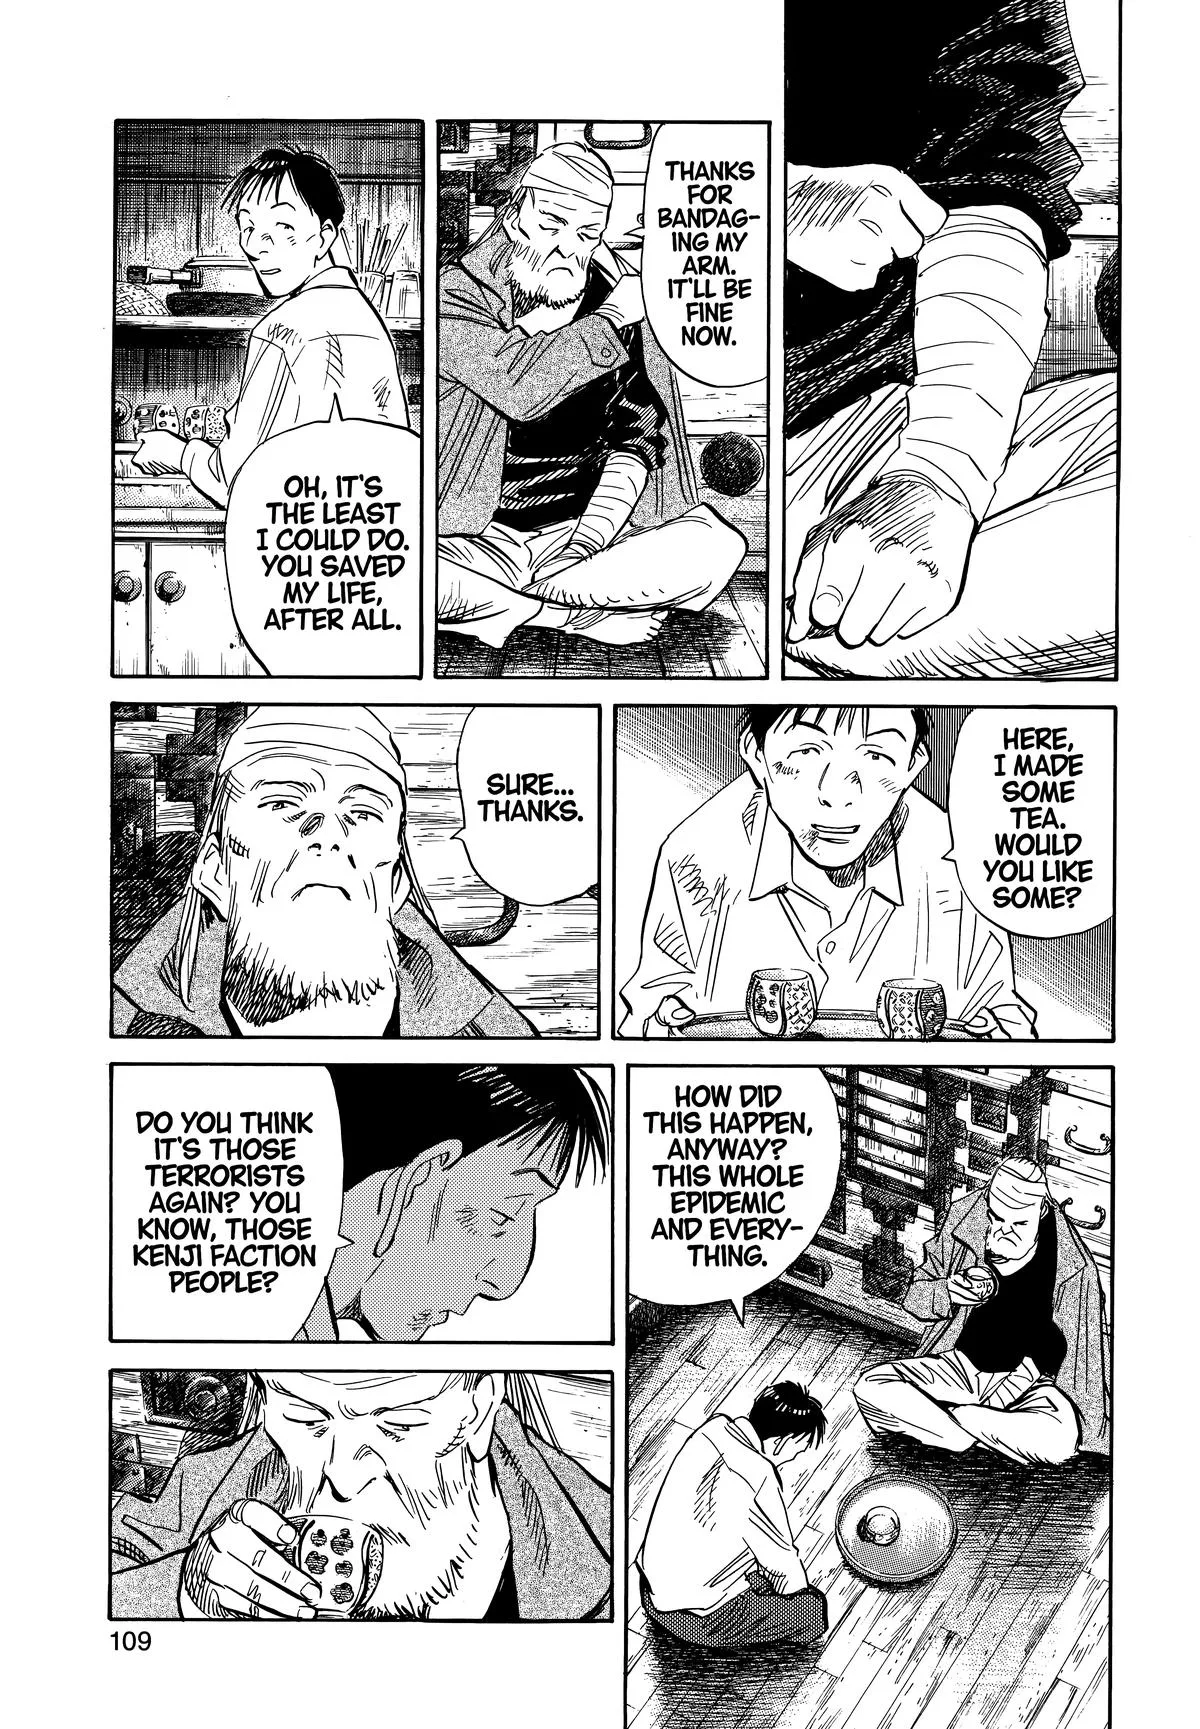 THANKS
FOR
BANDAG-
ING MY
ARM.
IT'LL BE
FINE
NOW.
OH, IT'S
THE LEAST
I COULD DO.
YOU SAVED
MY LIFE,
AFTER ALL.
HERE,
I MADE
SOME
TEA.
WOULD
YOU LIKE
SOME?
SURE...
THANKS.
HOW DID
THIS HAPPEN,
ANYWAY?
THIS WHOLE
EPIDEMIC
AND EVERY-
THING.
DO YOU THINK
IT'S THOSE
TERRORISTS
AGAIN? YOU
KNOW, THOSE
KENJI FACTION
PEOPLE?
109